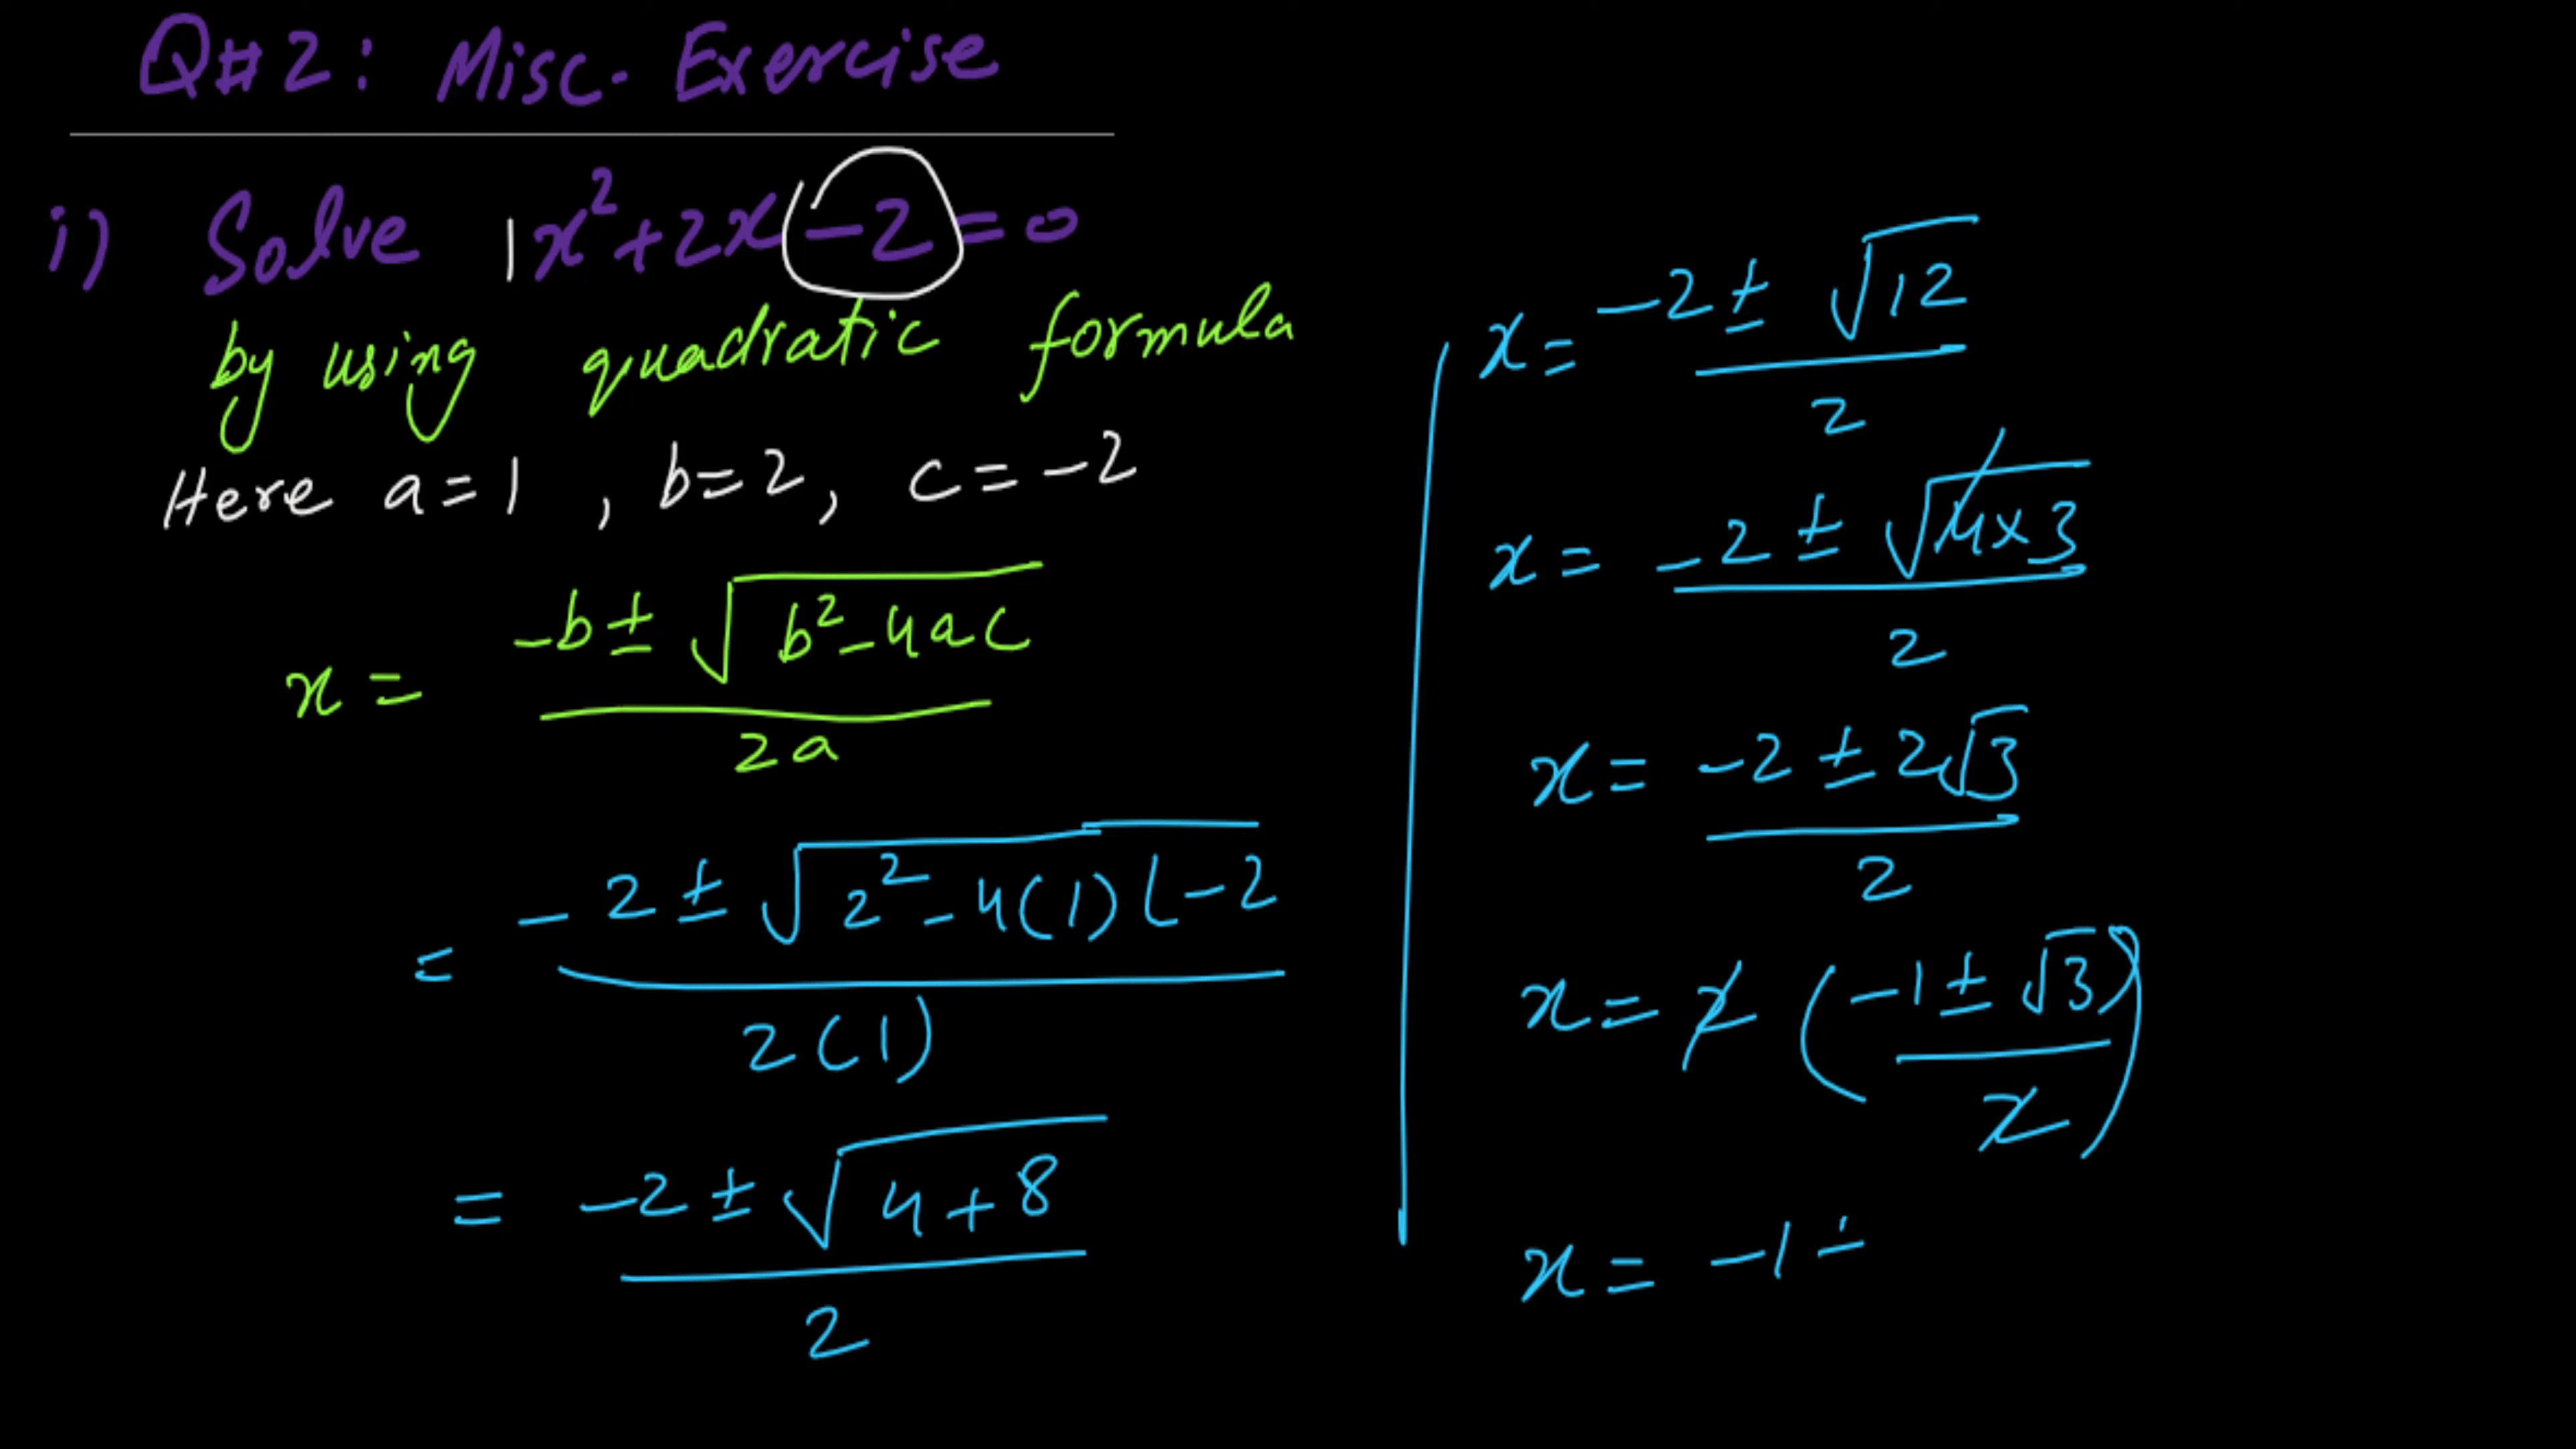 Q#2: Misc. Exercise
i) Solve 1x²+2x-2=0
by using quadratic formula
Here a=1, b=2, c=-2
x = (-b±√(b²-4ac))/2a
= (-2±√(2²-4(1)(-2))/2(1)
= (-2±√(4+8))/2
x = (-2±√12)/2
x = (-2±√(4×3))/2
x = (-2±2√3)/2
x = 2((-1±√3)/2)
x = -1±